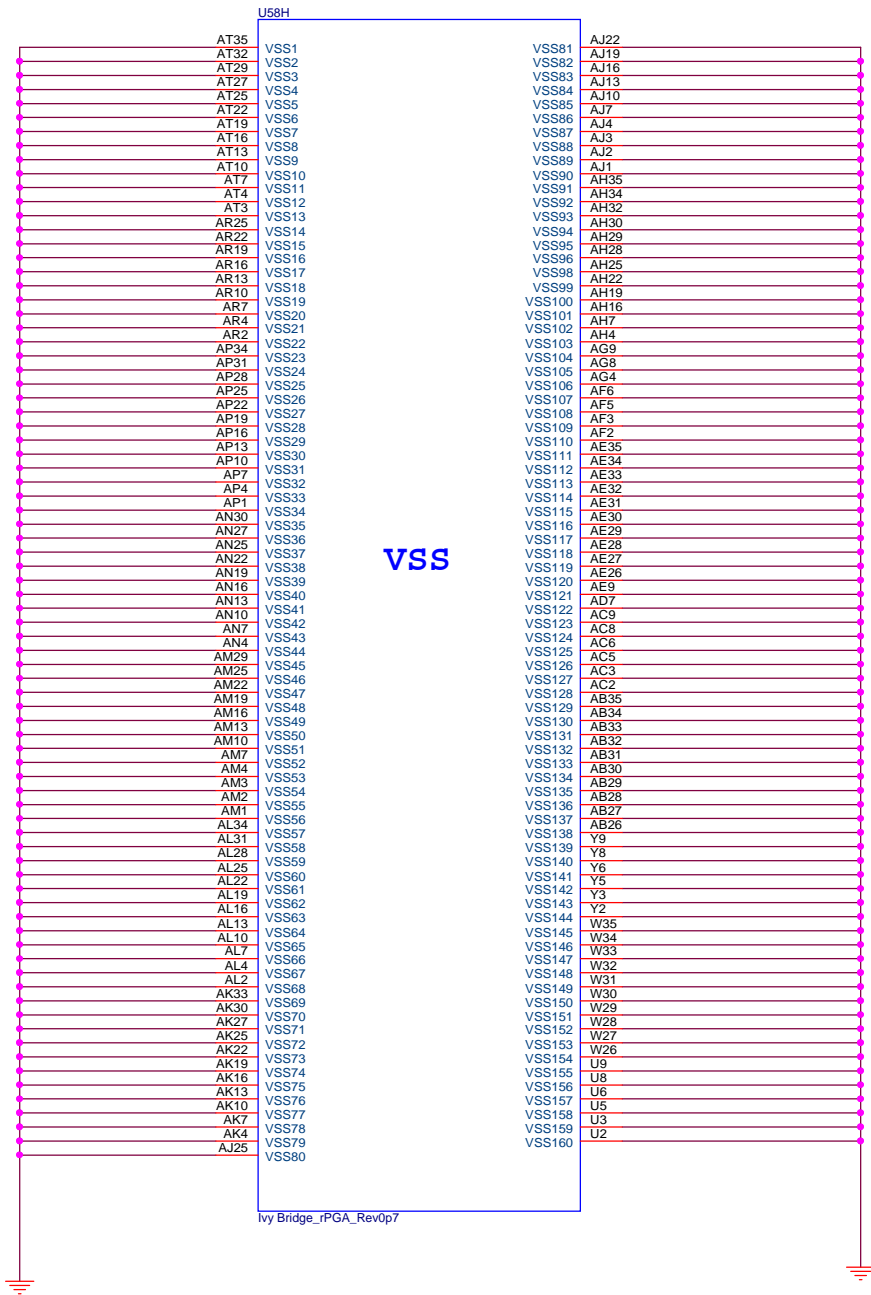 U58H
AT35 VSS1 VSS81 AJ22
AT32 VSS2 VSS82 AJ19
AT29 VSS3 VSS83 AJ16
AT27 VSS4 VSS84 AJ13
AT25 VSS5 VSS85 AJ10
AT22 VSS6 VSS86 AJ7
AT19 VSS7 VSS87 AJ4
AT16 VSS8 VSS88 AJ3
AT13 VSS9 VSS89 AJ2
AT10 VSS10 VSS90 AJ1
AT7 VSS11 VSS91 AH35
AT4 VSS12 VSS92 AH34
AT3 VSS13 VSS93 AH32
AR25 VSS14 VSS94 AH30
AR22 VSS15 VSS95 AH29
AR19 VSS16 VSS96 AH28
AR16 VSS17 VSS98 AH25
AR13 VSS18 VSS99 AH22
AR10 VSS19 VSS100 AH19
AR7 VSS20 VSS101 AH16
AR4 VSS21 VSS102 AH7
AR2 VSS22 VSS103 AH4
AP34 VSS23 VSS104 AG9
AP31 VSS24 VSS105 AG8
AP28 VSS25 VSS106 AG4
AP25 VSS26 VSS107 AF6
AP22 VSS27 VSS108 AF5
AP19 VSS28 VSS109 AF3
AP16 VSS29 VSS110 AF2
AP13 VSS30 VSS111 AE35
AP10 VSS31 VSS112 AE34
AP7 VSS32 VSS113 AE33
AP4 VSS33 VSS114 AE32
AP1 VSS34 VSS115 AE31
AN30 VSS35 VSS116 AE30
AN27 VSS36 VSS117 AE29
AN25 VSS37 VSS118 AE28
VSS
AN22 VSS38 VSS119 AE27
AN19 VSS39 VSS120 AE26
AN16 VSS40 VSS121 AE9
AN13 VSS41 VSS122 AD7
AN10 VSS42 VSS123 AC9
AN7 VSS43 VSS124 AC8
AN4 VSS44 VSS125 AC6
AM29 VSS45 VSS126 AC5
AM25 VSS46 VSS127 AC3
AM22 VSS47 VSS128 AC2
AM19 VSS48 VSS129 AB35
AM16 VSS49 VSS130 AB34
AM13 VSS50 VSS131 AB33
AM10 VSS51 VSS132 AB32
AM7 VSS52 VSS133 AB31
AM4 VSS53 VSS134 AB30
AM3 VSS54 VSS135 AB29
AM2 VSS55 VSS136 AB28
AM1 VSS56 VSS137 AB27
AL34 VSS57 VSS138 AB26
AL31 VSS58 VSS139 Y9
AL28 VSS59 VSS140 Y8
AL25 VSS60 VSS141 Y6
AL22 VSS61 VSS142 Y5
AL19 VSS62 VSS143 Y3
AL16 VSS63 VSS144 Y2
AL13 VSS64 VSS145 W35
AL10 VSS65 VSS146 W34
AL7 VSS66 VSS147 W33
AL4 VSS67 VSS148 W32
AL2 VSS68 VSS149 W31
AK33 VSS69 VSS150 W30
AK30 VSS70 VSS151 W29
AK27 VSS71 VSS152 W28
AK25 VSS72 VSS153 W27
AK22 VSS73 VSS154 W26
AK19 VSS74 VSS155 U9
AK16 VSS75 VSS156 U8
AK13 VSS76 VSS157 U6
AK10 VSS77 VSS158 U5
AK7 VSS78 VSS159 U3
AK4 VSS79 VSS160 U2
AJ25 VSS80
Ivy Bridge_rPGA_Rev0p7